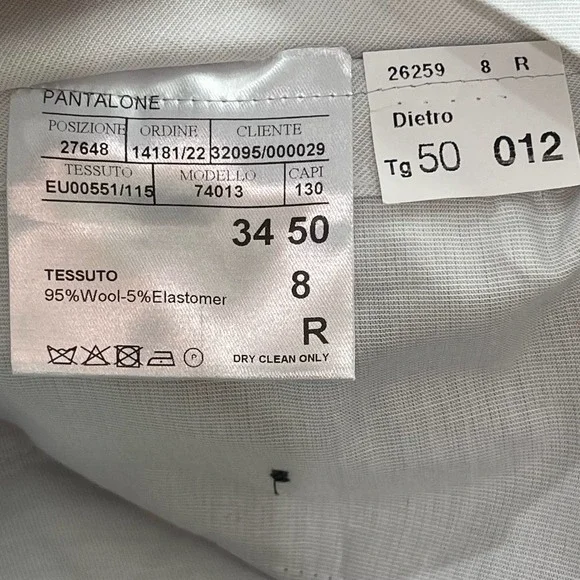 PANTALONE
POSIZIONE ORDINE CLIENTE
27648 14181/22 32095/000029
TESSUTO MODELLO CAPI
EU00551/115 74013 130
34 50
TESSUTO 8
95%Wool-5%Elastomer
R
P
DRY CLEAN ONLY
26259 8 R
Dietro
Tg 50 012